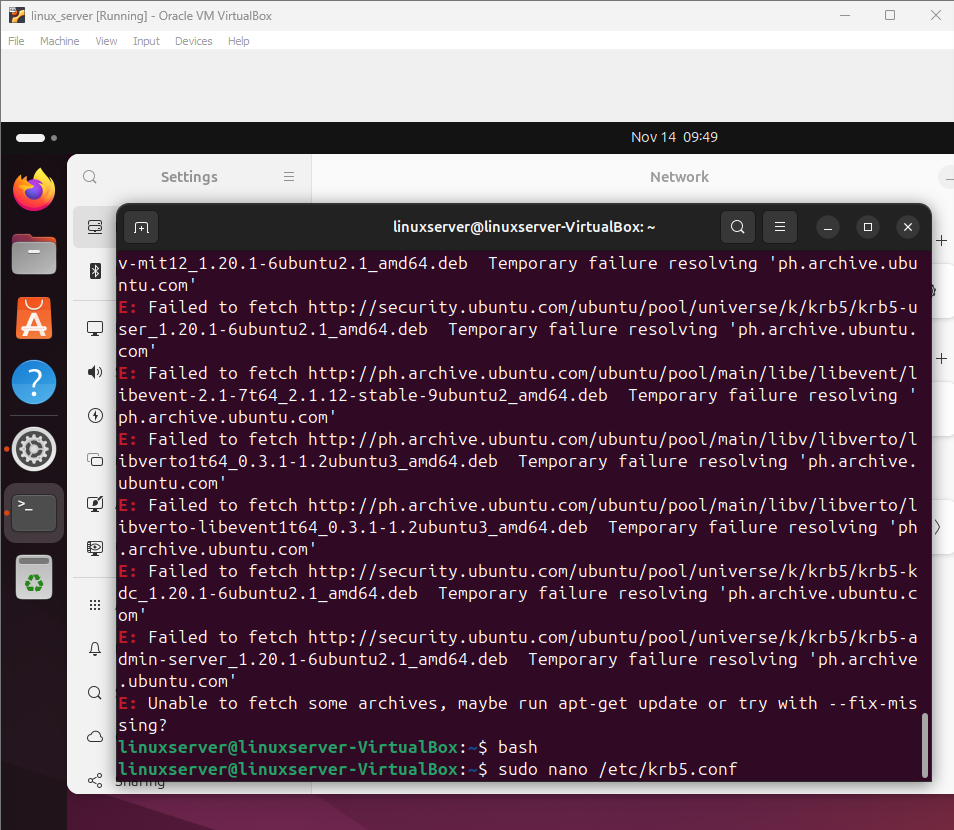 linux_server [Running] - Oracle VM VirtualBox
File Machine View Input Devices Help
Nov 14 09:49
Settings
Network
linuxserver@linuxserver-VirtualBox: ~
v-mit12_1.20.1-6ubuntu2.1_amd64.deb  Temporary failure resolving 'ph.archive.ubu
ntu.com'
E: Failed to fetch http://security.ubuntu.com/ubuntu/pool/universe/k/krb5/krb5-u
ser_1.20.1-6ubuntu2.1_amd64.deb  Temporary failure resolving 'ph.archive.ubuntu.
com'
E: Failed to fetch http://ph.archive.ubuntu.com/ubuntu/pool/main/libe/libevent/l
ibevent-2.1-7t64_2.1.12-stable-9ubuntu2_amd64.deb  Temporary failure resolving '
ph.archive.ubuntu.com'
E: Failed to fetch http://ph.archive.ubuntu.com/ubuntu/pool/main/libv/libverto/l
ibverto1t64_0.3.1-1.2ubuntu3_amd64.deb  Temporary failure resolving 'ph.archive.
ubuntu.com'
E: Failed to fetch http://ph.archive.ubuntu.com/ubuntu/pool/main/libv/libverto/l
ibverto-libevent1t64_0.3.1-1.2ubuntu3_amd64.deb  Temporary failure resolving 'ph
.archive.ubuntu.com'
E: Failed to fetch http://security.ubuntu.com/ubuntu/pool/universe/k/krb5/krb5-k
dc_1.20.1-6ubuntu2.1_amd64.deb  Temporary failure resolving 'ph.archive.ubuntu.c
om'
E: Failed to fetch http://security.ubuntu.com/ubuntu/pool/universe/k/krb5/krb5-a
dmin-server_1.20.1-6ubuntu2.1_amd64.deb  Temporary failure resolving 'ph.archive
.ubuntu.com'
E: Unable to fetch some archives, maybe run apt-get update or try with --fix-mis
sing?
linuxserver@linuxserver-VirtualBox:~$ bash
linuxserver@linuxserver-VirtualBox:~$ sudo nano /etc/krb5.conf
Sharing